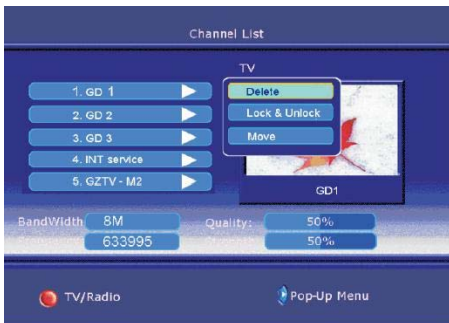 Channel List
TV
1. GD 1
2. GD 2
3. GD 3
4. INT service
5. GZTV - M2
Delete
Lock & Unlock
Move
GD1
BandWidth 8M Quality: 50%
633995 50%
TV/Radio Pop-Up Menu